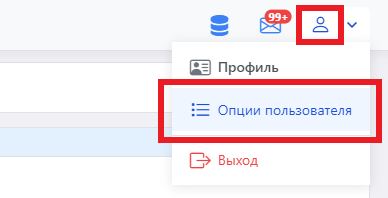 99+
Профиль
Опции пользователя
Выход